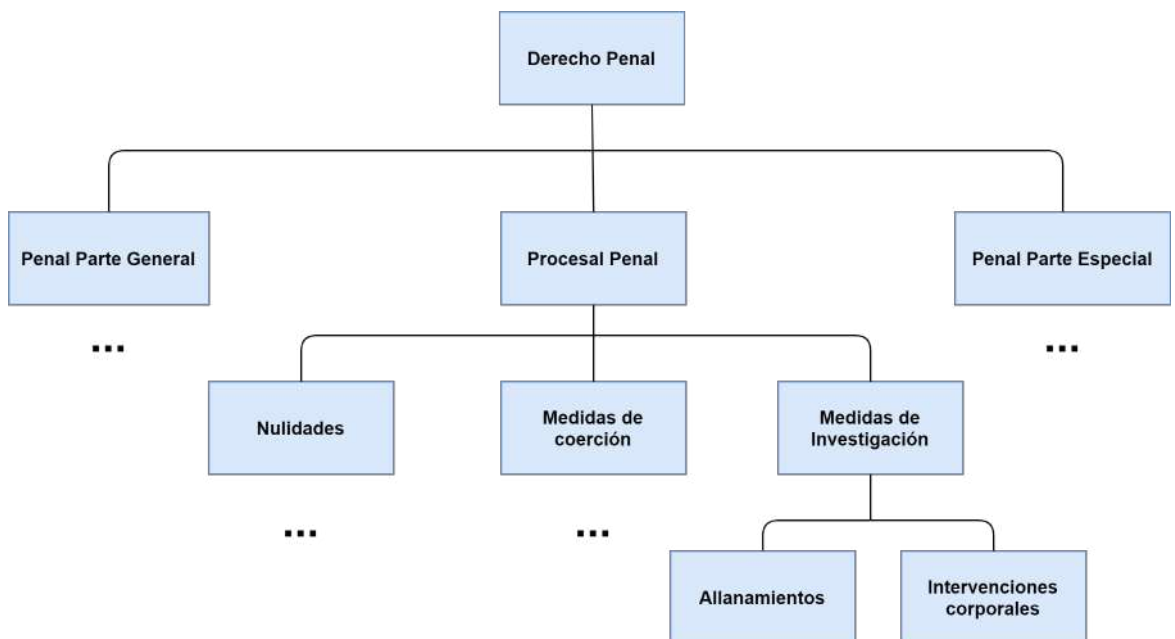 Derecho Penal
Penal Parte General
Procesal Penal
Penal Parte Especial
...
...
Nulidades
Medidas de
coerción
Medidas de
Investigación
...
...
Allanamientos
Intervenciones
corporales